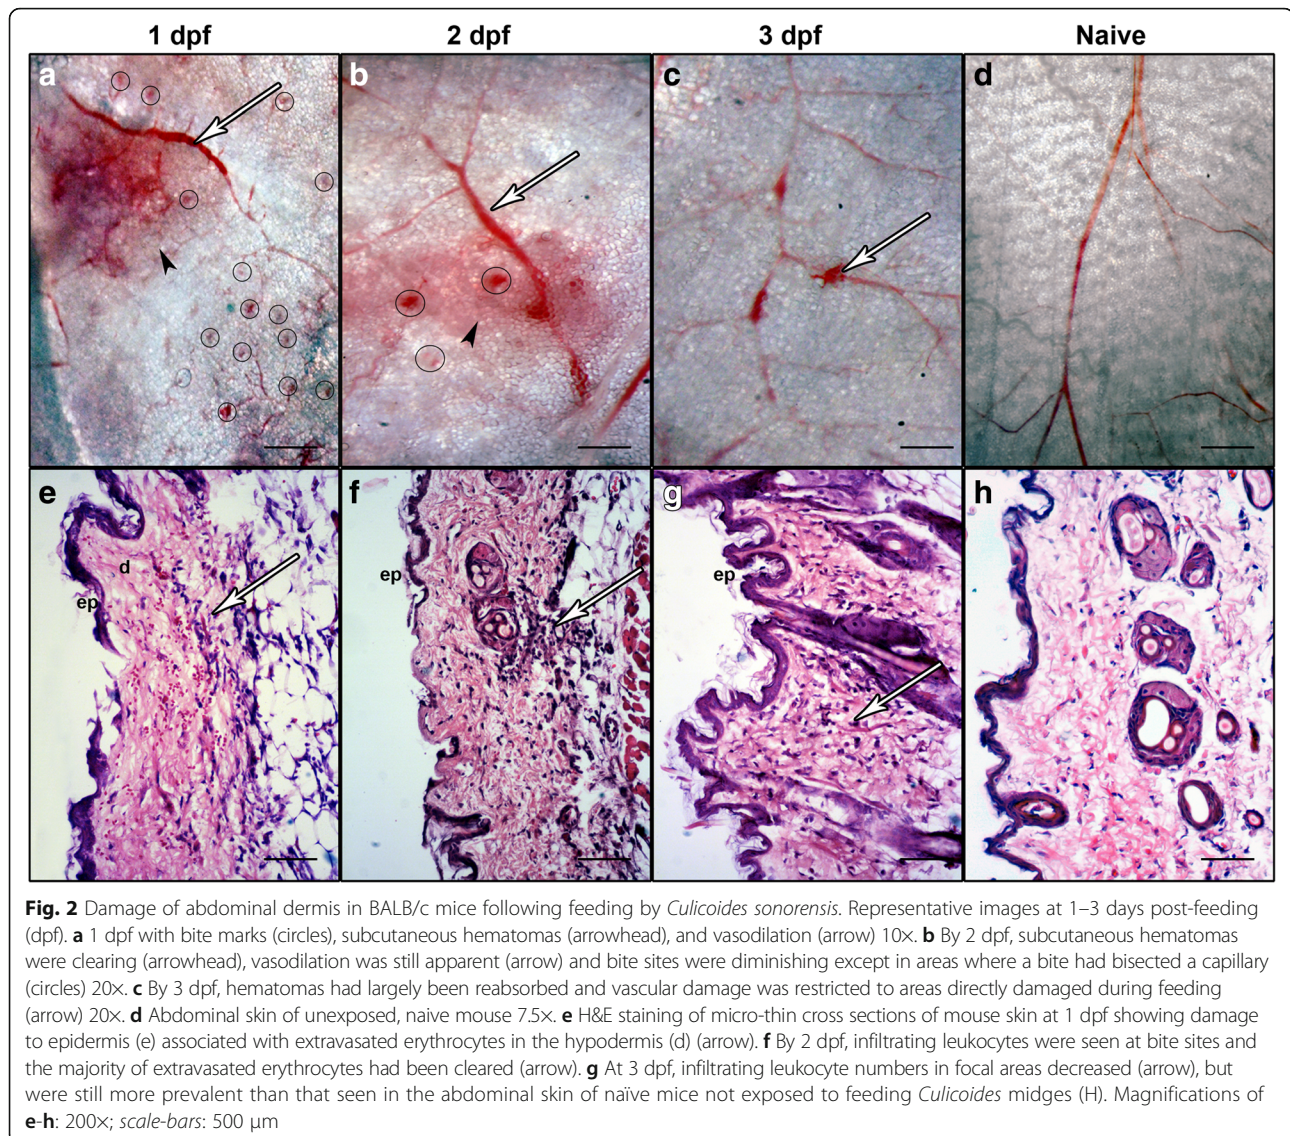 1 dpf 2 dpf 3 dpf Naive
a b c d
e f g h
d
ep
ep
ep
Fig. 2 Damage of abdominal dermis in BALB/c mice following feeding by Culicoides sonorensis. Representative images at 1–3 days post-feeding
(dpf). a 1 dpf with bite marks (circles), subcutaneous hematomas (arrowhead), and vasodilation (arrow) 10×. b By 2 dpf, subcutaneous hematomas
were clearing (arrowhead), vasodilation was still apparent (arrow) and bite sites were diminishing except in areas where a bite had bisected a capillary
(circles) 20×. c By 3 dpf, hematomas had largely been reabsorbed and vascular damage was restricted to areas directly damaged during feeding
(arrow) 20×. d Abdominal skin of unexposed, naive mouse 7.5×. e H&E staining of micro-thin cross sections of mouse skin at 1 dpf showing damage
to epidermis (e) associated with extravasated erythrocytes in the hypodermis (d) (arrow). f By 2 dpf, infiltrating leukocytes were seen at bite sites and
the majority of extravasated erythrocytes had been cleared (arrow). g At 3 dpf, infiltrating leukocyte numbers in focal areas decreased (arrow), but
were still more prevalent than that seen in the abdominal skin of naïve mice not exposed to feeding Culicoides midges (H). Magnifications of
e-h: 200×; scale-bars: 500 μm